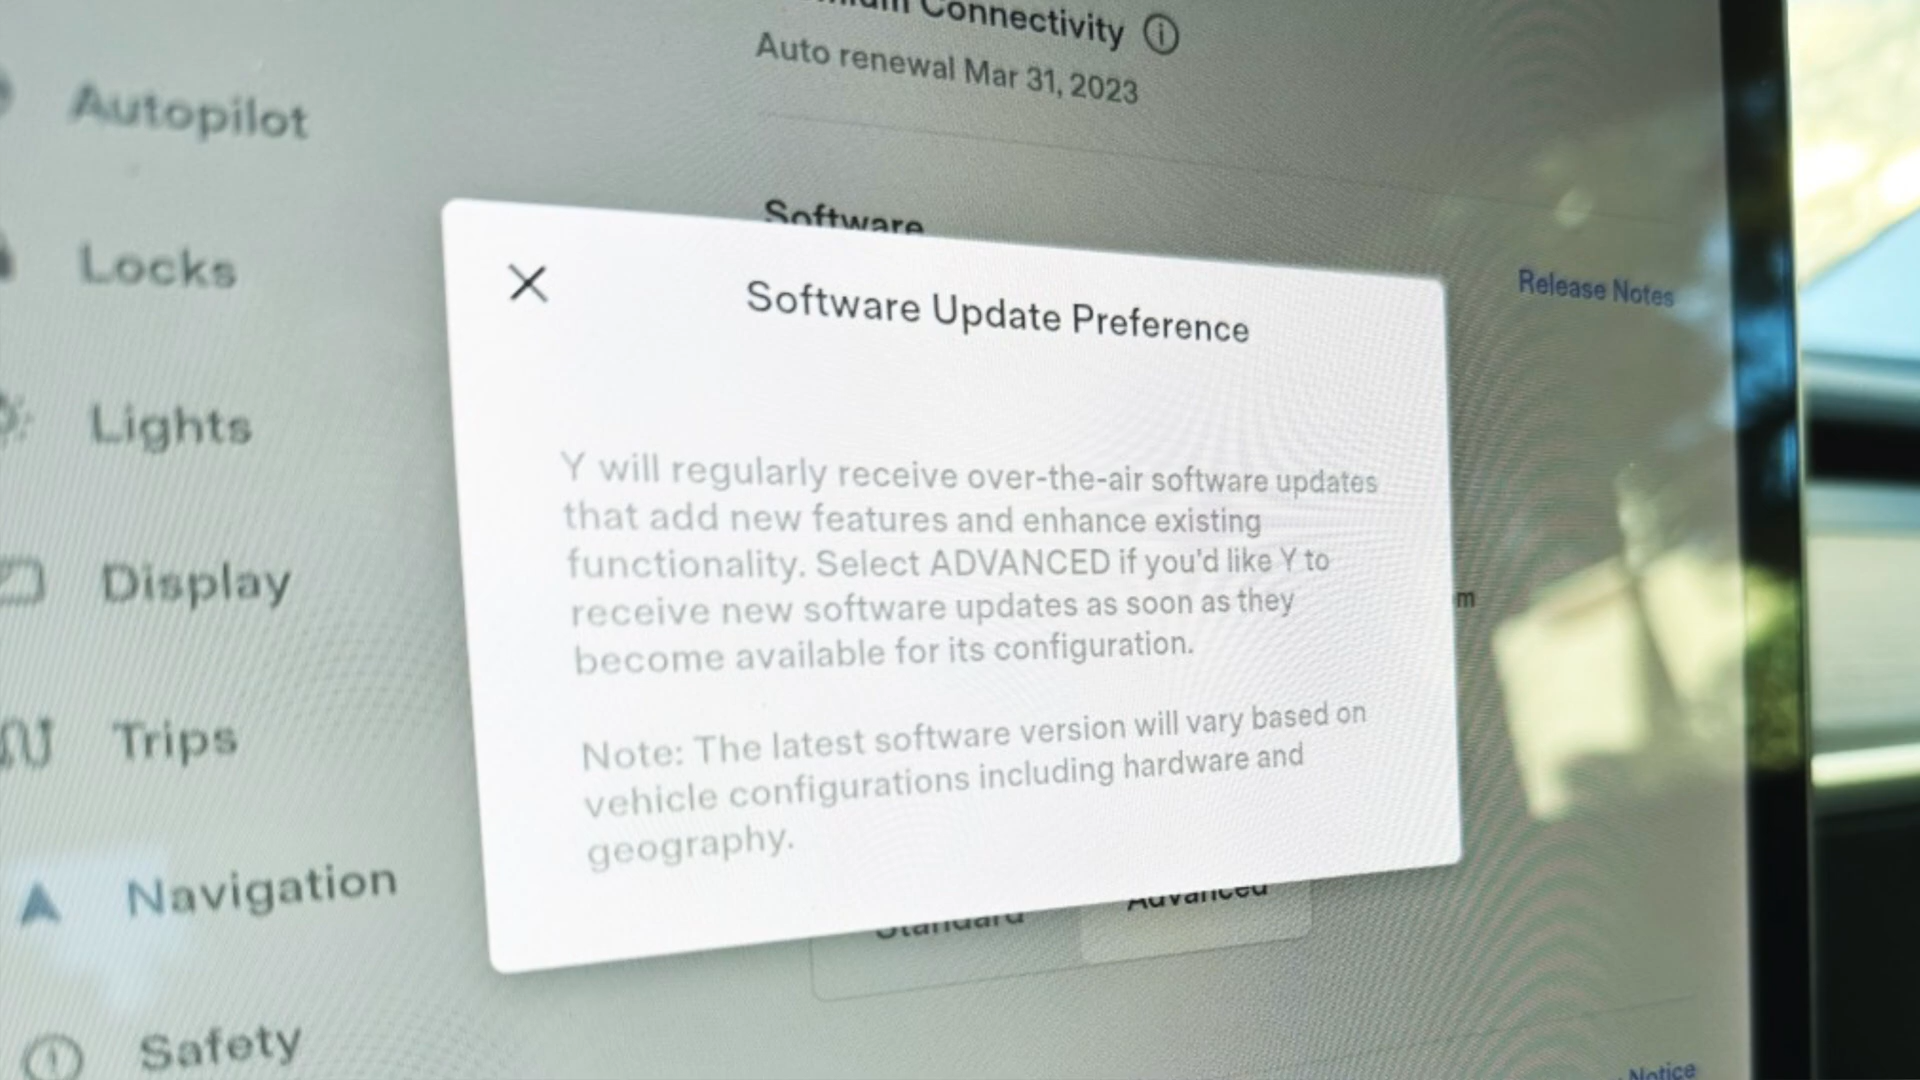 Connectivity
Auto renewal Mar 31, 2023
Autopilot
Locks
Lights
Display
Trips
Navigation
Safety
Software
Release Notes
Software Update Preference
Y will regularly receive over-the-air software updates
that add new features and enhance existing
functionality. Select ADVANCED if you'd like Y to
receive new software updates as soon as they
become available for its configuration.
Note: The latest software version will vary based on
vehicle configurations including hardware and
geography.
Standard
Advanced
Notice